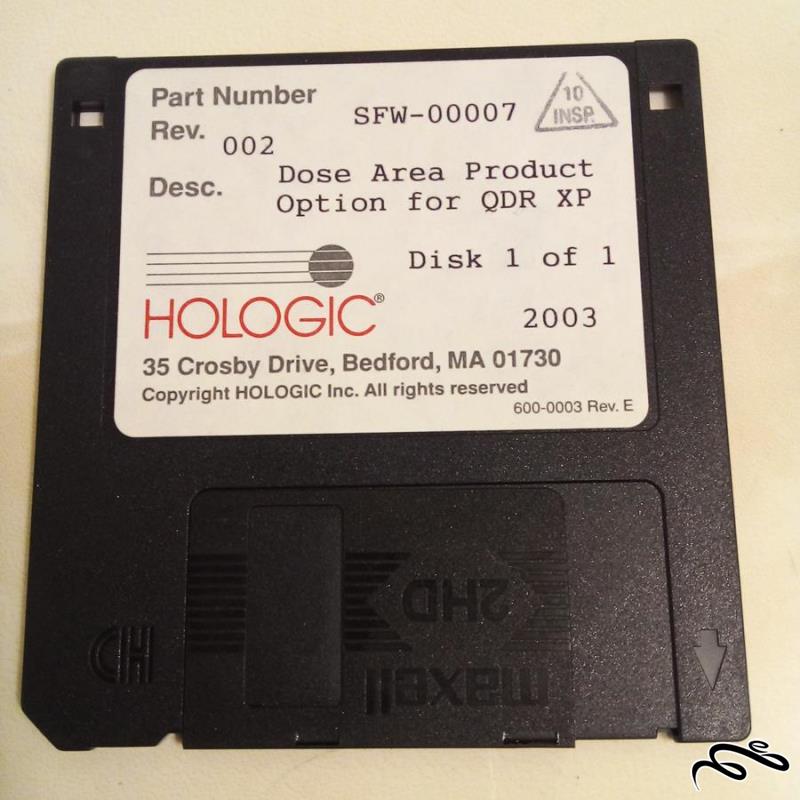 Part Number SFW-00007
10
INSP.
Rev. 002
Desc. Dose Area Product
Option for QDR XP
Disk 1 of 1
HOLOGIC®
2003
35 Crosby Drive, Bedford, MA 01730
Copyright HOLOGIC Inc. All rights reserved
600-0003 Rev. E
2HD
HD
maxell